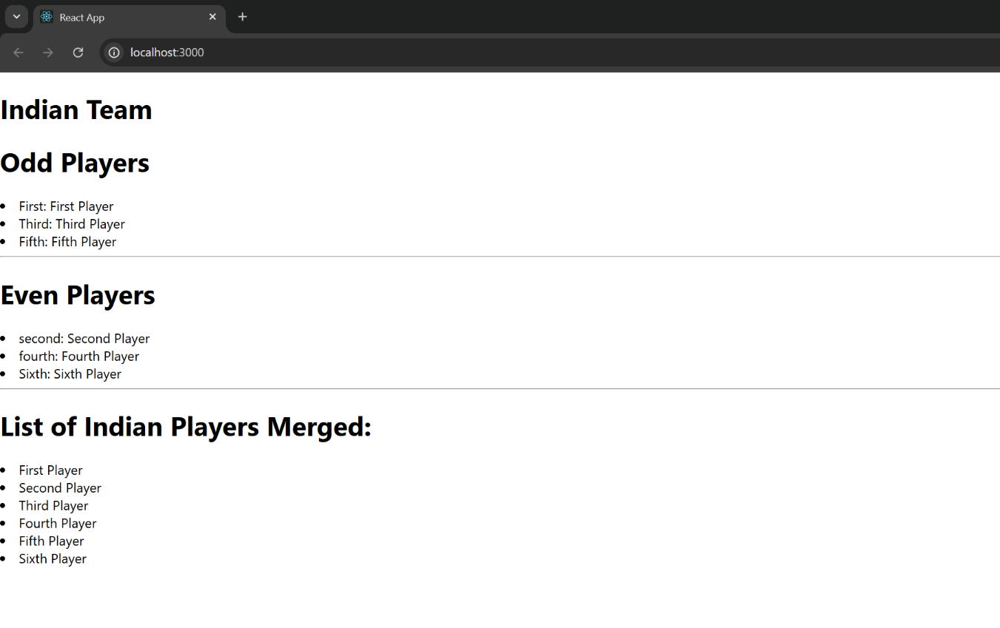 React App
localhost:3000
Indian Team
Odd Players
First: First Player
Third: Third Player
Fifth: Fifth Player
Even Players
second: Second Player
fourth: Fourth Player
Sixth: Sixth Player
List of Indian Players Merged:
First Player
Second Player
Third Player
Fourth Player
Fifth Player
Sixth Player